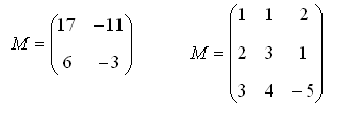 M = ( 17 -11
6 -3 )
M = ( 1 1 2
2 3 1
3 4 -5 )